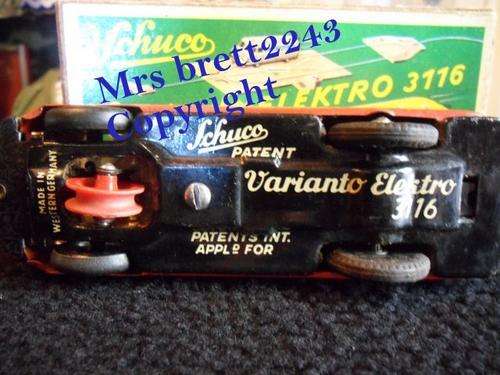 Schuco
ELEKTRO 3116
Mrs brett2243
Copyright
Schuco
PATENT
MADE IN
WESTERN GERMANY
Varianto Elektro
3116
PATENTS INT.
APPLD FOR